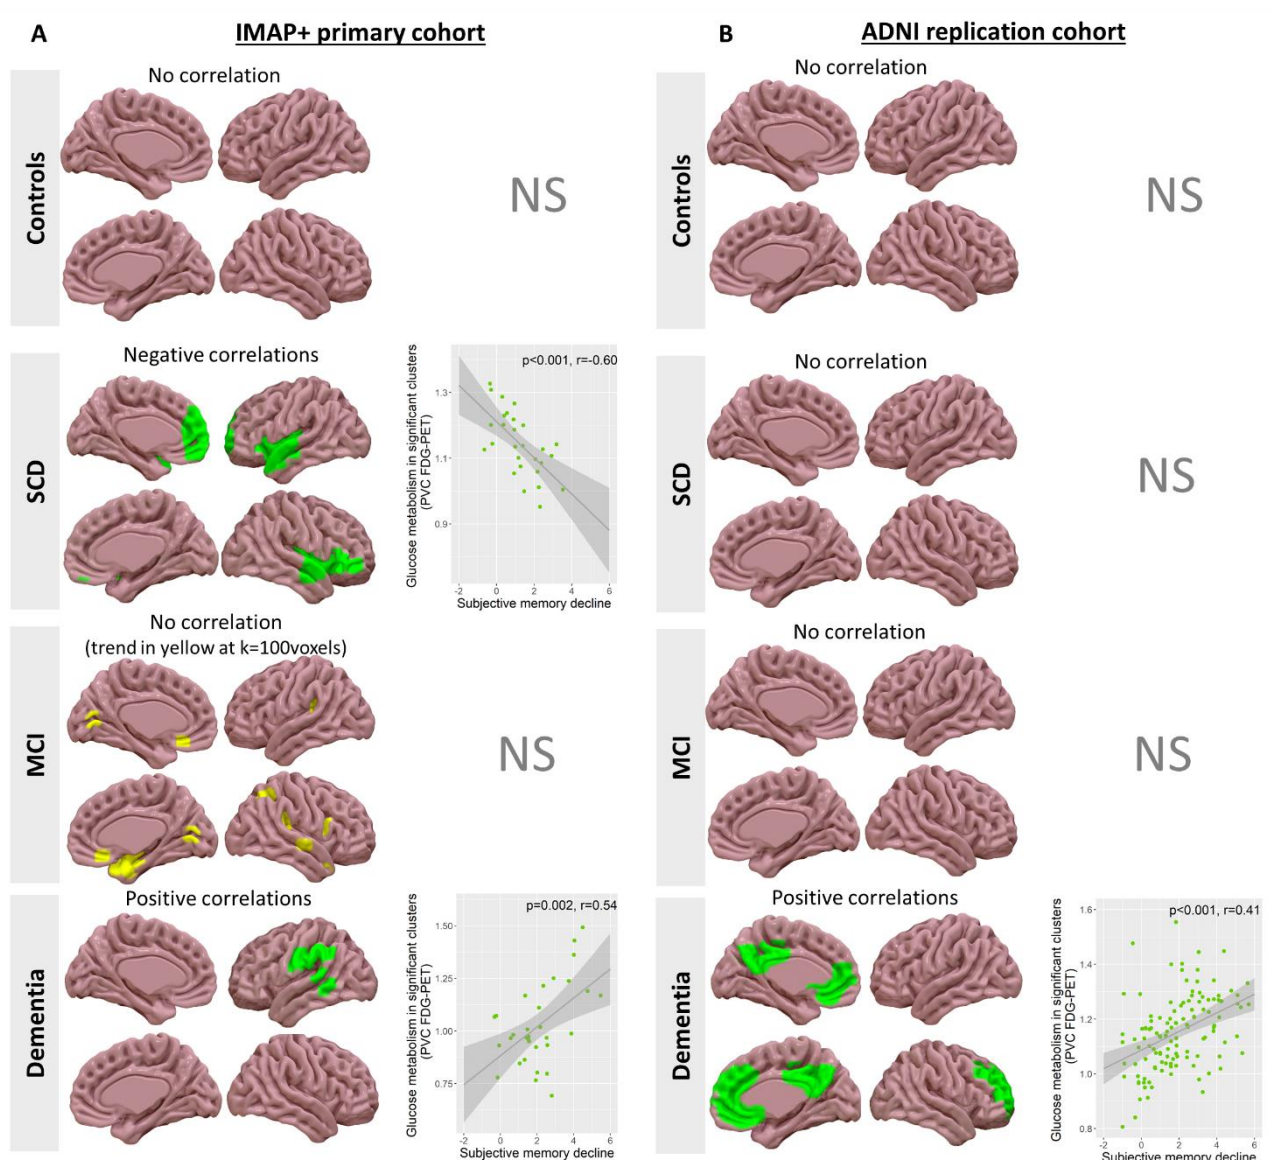 A
IMAP+ primary cohort
Controls
No correlation
NS
SCD
Negative correlations
Glucose metabolism in significant clusters
(PVC FDG-PET)
p<0.001, r=-0.60
1.3
1.1
0.9
-2 0 2 4 6
Subjective memory decline
MCI
No correlation
(trend in yellow at k=100voxels)
NS
Dementia
Positive correlations
Glucose metabolism in significant clusters
(PVC FDG-PET)
p=0.002, r=0.54
1.50
1.25
1.00
0.75
-2 0 2 4 6
Subjective memory decline
B
ADNI replication cohort
Controls
No correlation
NS
SCD
No correlation
NS
MCI
No correlation
NS
Dementia
Positive correlations
Glucose metabolism in significant clusters
(PVC FDG-PET)
p<0.001, r=0.41
1.6
1.4
1.2
1.0
0.8
-2 0 2 4 6
Subjective memory decline